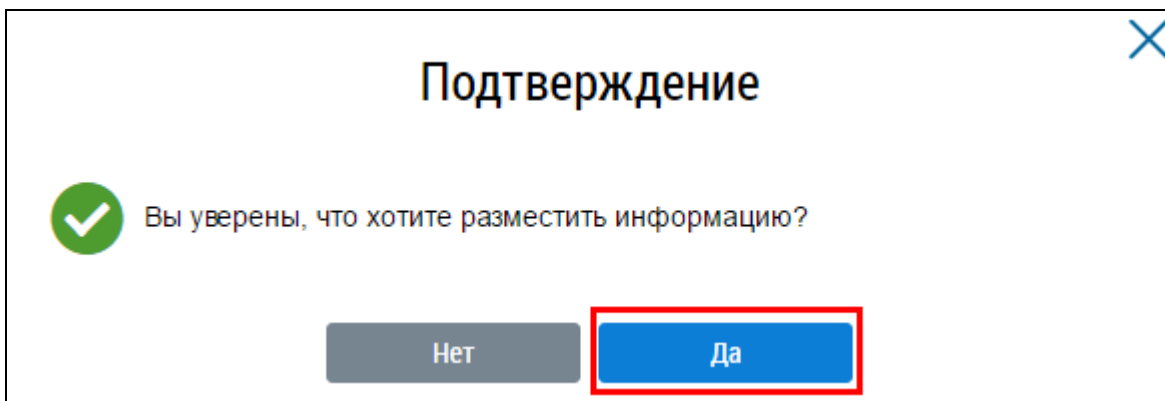 Подтверждение
Вы уверены, что хотите разместить информацию?
Нет
Да